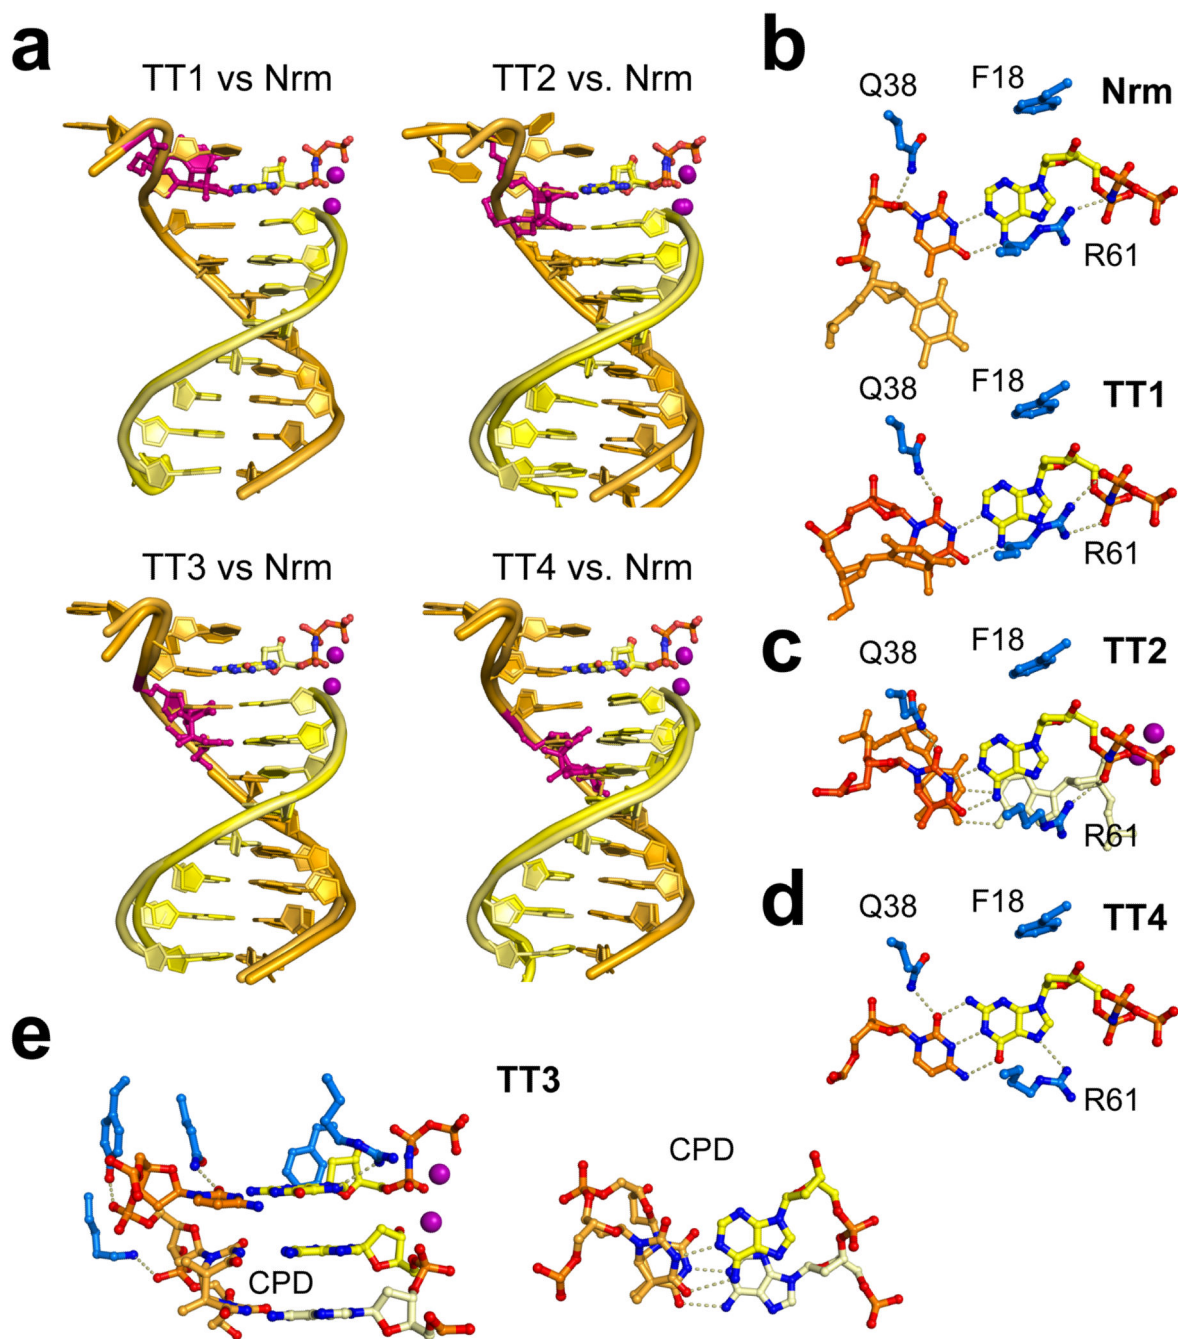 a
TT1 vs Nrm
TT2 vs. Nrm
TT3 vs Nrm
TT4 vs. Nrm
b
Q38
F18
Nrm
R61
Q38
F18
TT1
R61
c
Q38
F18
TT2
R61
d
Q38
F18
TT4
R61
e
TT3
CPD
CPD